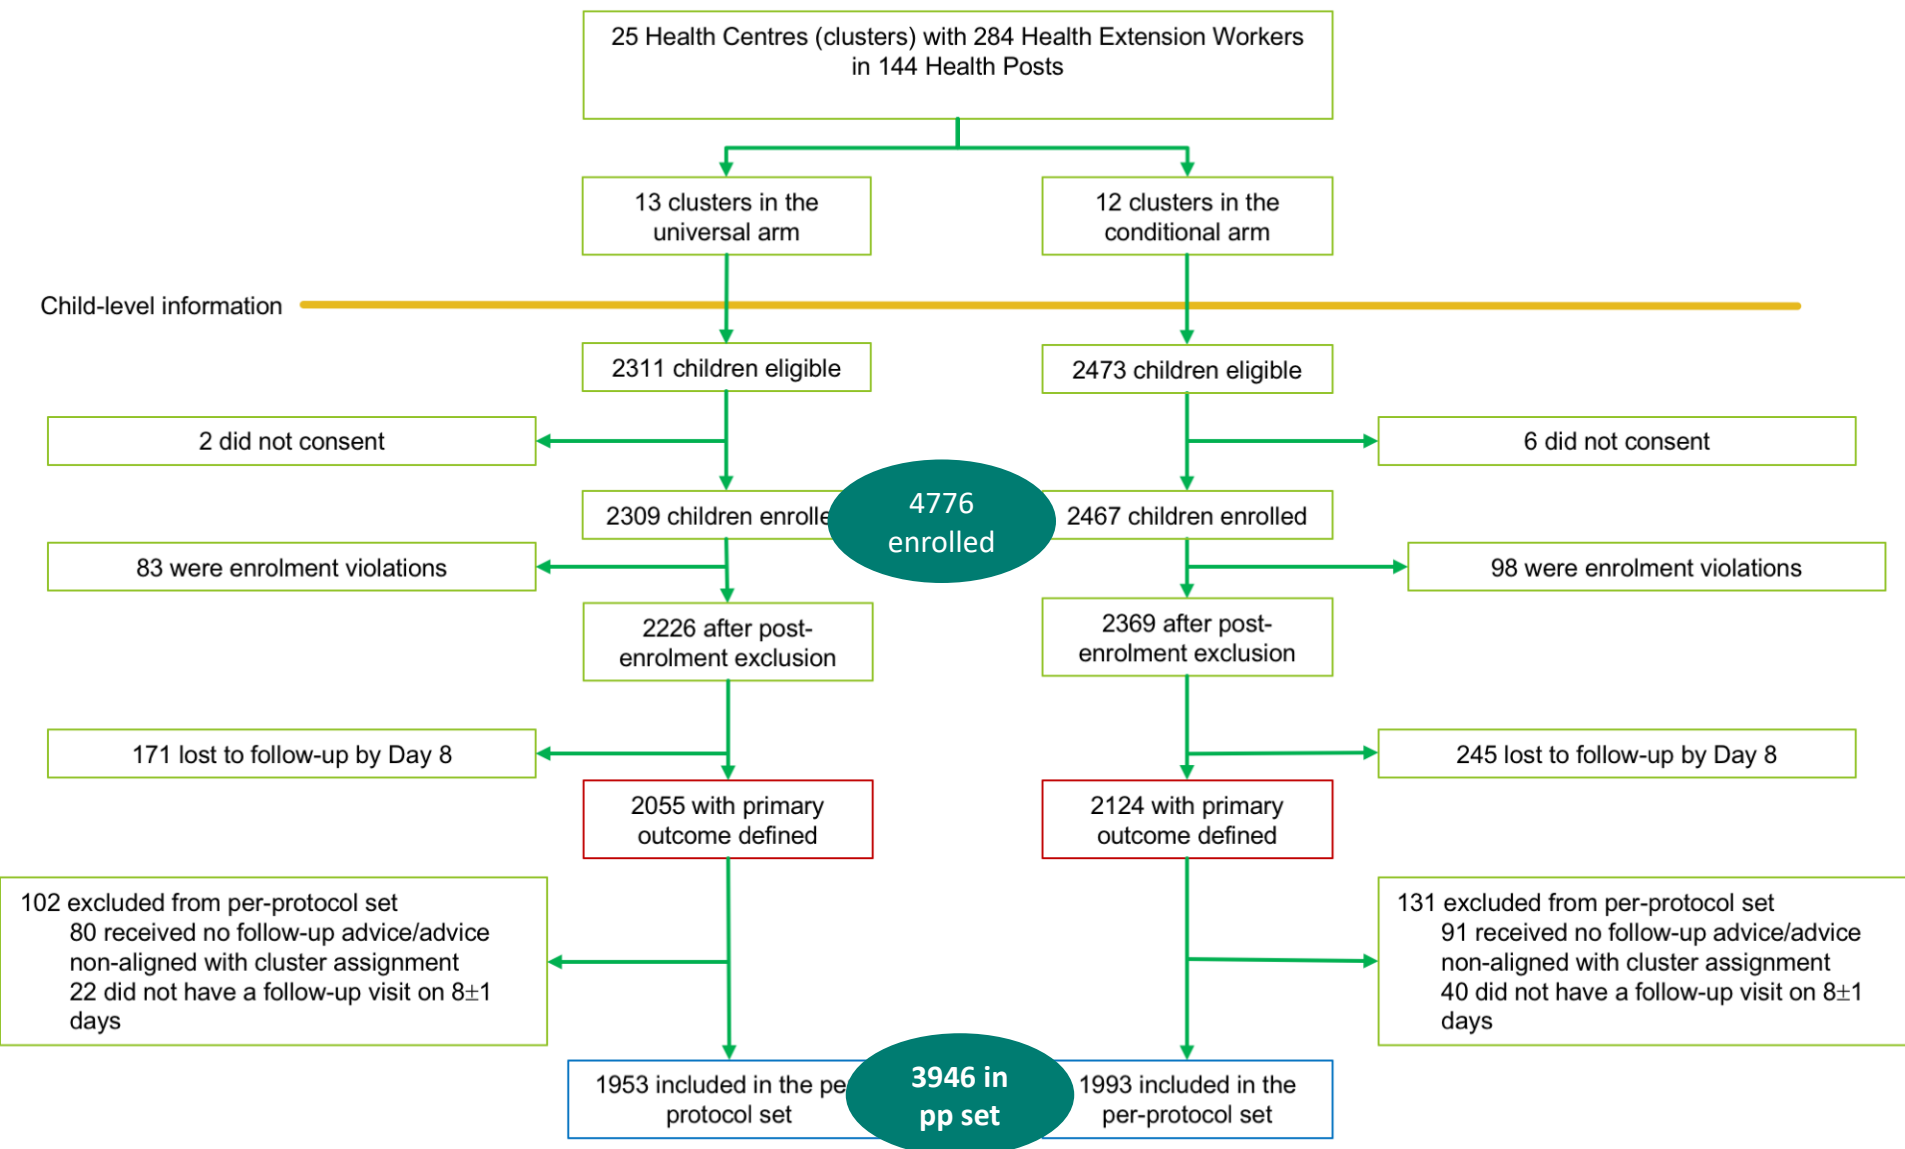 25 Health Centres (clusters) with 284 Health Extension Workers
in 144 Health Posts
13 clusters in the
universal arm
12 clusters in the
conditional arm
Child-level information
2311 children eligible
2473 children eligible
2 did not consent
6 did not consent
2309 children enrolle
4776
enrolled
2467 children enrolled
83 were enrolment violations
98 were enrolment violations
2226 after post-
enrolment exclusion
2369 after post-
enrolment exclusion
171 lost to follow-up by Day 8
245 lost to follow-up by Day 8
2055 with primary
outcome defined
2124 with primary
outcome defined
102 excluded from per-protocol set
80 received no follow-up advice/advice
non-aligned with cluster assignment
22 did not have a follow-up visit on 8±1
days
131 excluded from per-protocol set
91 received no follow-up advice/advice
non-aligned with cluster assignment
40 did not have a follow-up visit on 8±1
days
1953 included in the pe
protocol set
3946 in
pp set
1993 included in the
per-protocol set